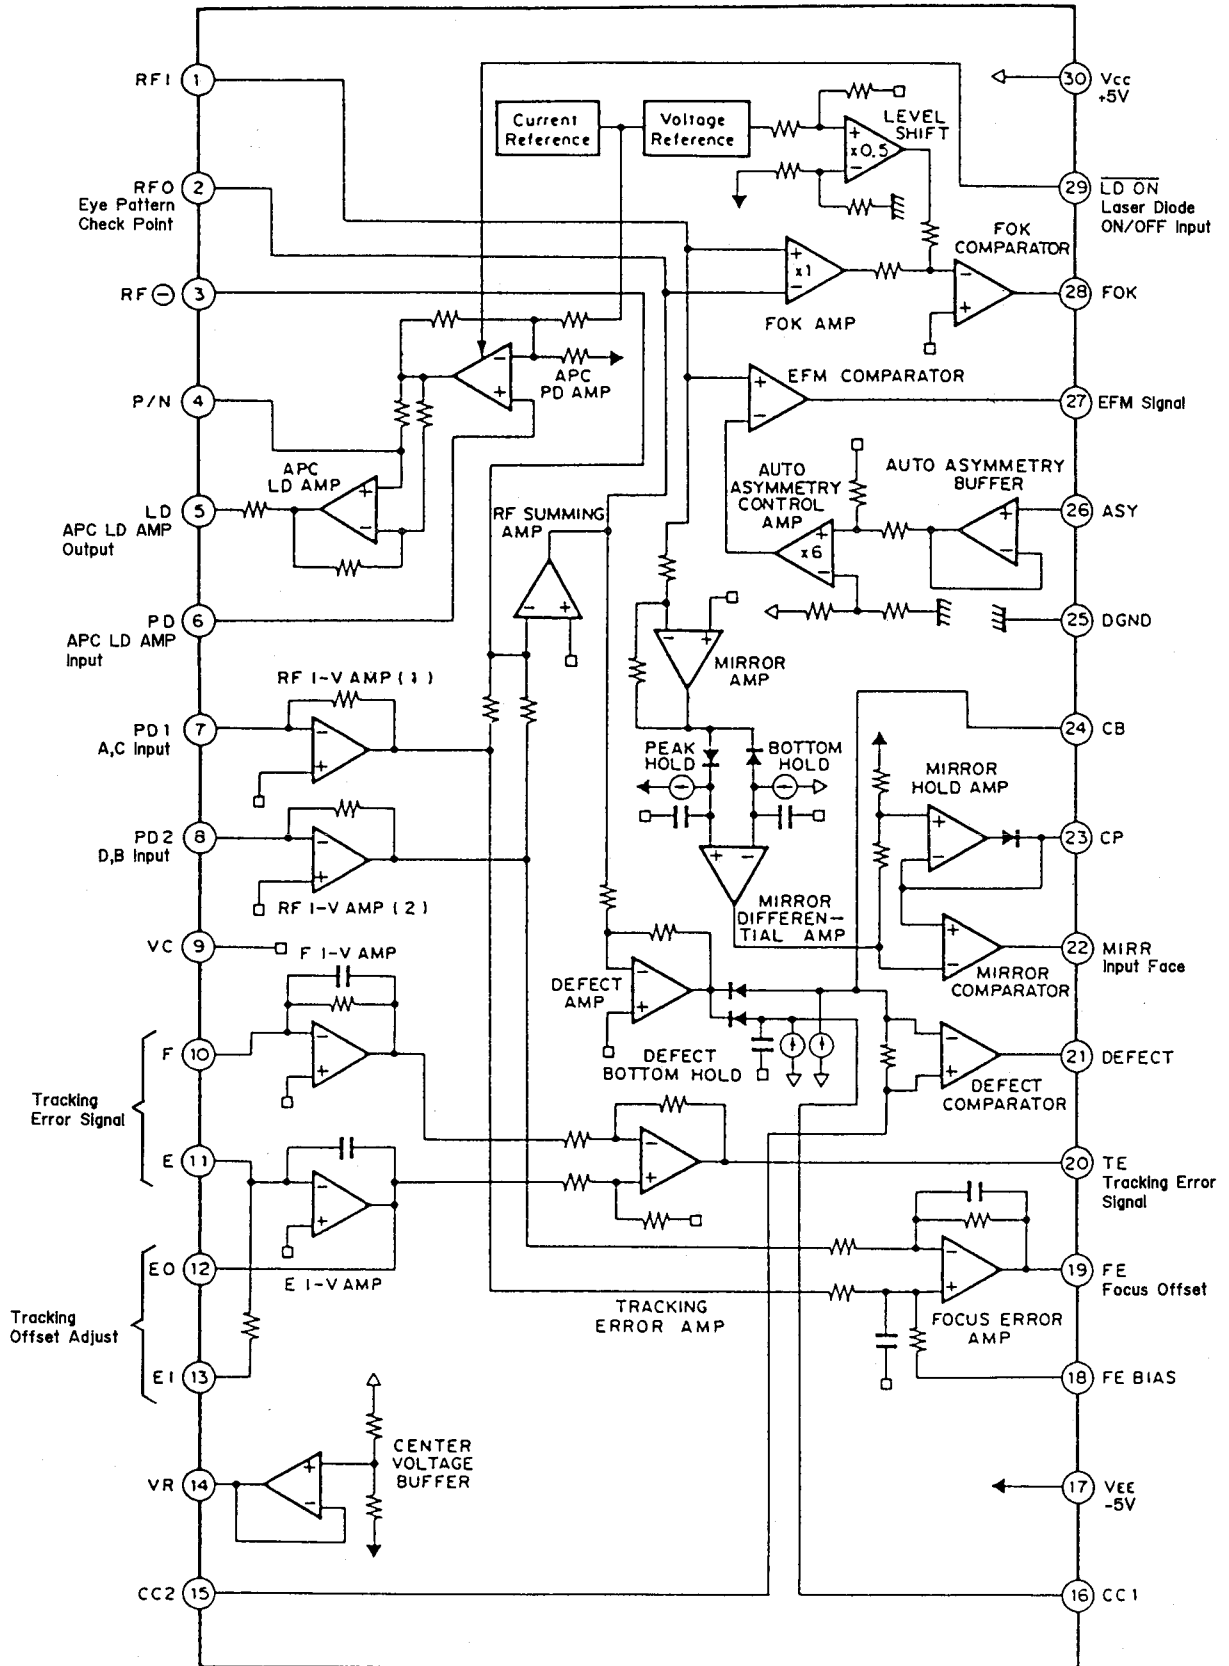 RF1
1
RFO
Eye Pattern
Check Point
2
RF ⊖
3
P/N
4
LD
APC LD AMP
Output
5
PD
APC LD AMP
Input
6
PD1
A,C Input
7
PD2
D,B Input
8
VC
9
F
10
Tracking
Error Signal
E
11
EO
12
Tracking
Offset Adjust
E1
13
VR
14
CC2
15
Current
Reference
Voltage
Reference
LEVEL
SHIFT
+
x0.5
−
FOK
COMPARATOR
−
+
+
x1
−
FOK AMP
−
+
APC
PD AMP
APC
LD AMP
+
−
EFM COMPARATOR
+
−
AUTO
ASYMMETRY
CONTROL
AMP
+
x6
−
AUTO ASYMMETRY
BUFFER
+
−
RF SUMMING
AMP
− +
− +
MIRROR
AMP
RF I-V AMP (1)
−
+
−
+
RF I-V AMP (2)
PEAK
HOLD
BOTTOM
HOLD
+ −
MIRROR
DIFFEREN-
TIAL AMP
MIRROR
HOLD AMP
+
−
+
−
MIRROR
COMPARATOR
F I-V AMP
−
+
DEFECT
AMP
−
+
DEFECT
BOTTOM HOLD
−
+
DEFECT
COMPARATOR
−
+
E I-V AMP
−
+
TRACKING
ERROR AMP
−
+
FOCUS ERROR
AMP
+
−
CENTER
VOLTAGE
BUFFER
30
Vcc
+5V
29
LD ON
Laser Diode
ON/OFF Input
28
FOK
27
EFM Signal
26
ASY
25
DGND
24
CB
23
CP
22
MIRR
Input Face
21
DEFECT
20
TE
Tracking Error
Signal
19
FE
Focus Offset
18
FE BIAS
17
VEE
-5V
16
CC1